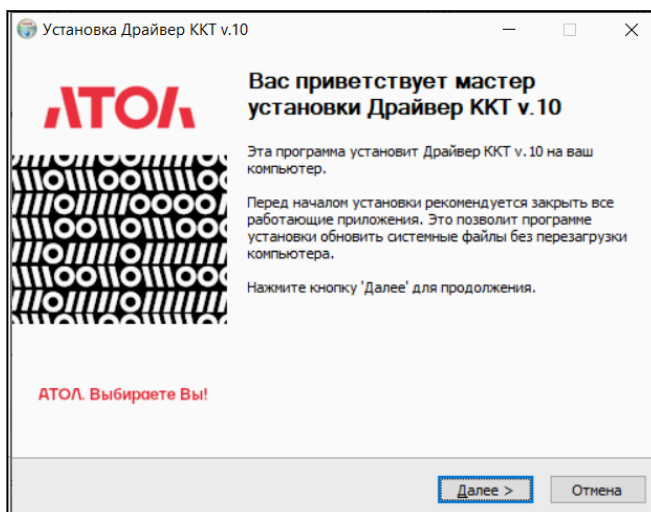 Установка Драйвер ККТ v.10
АТОЛ
Вас приветствует мастер
установки Драйвер ККТ v.10
Эта программа установит Драйвер ККТ v.10 на ваш
компьютер.
Перед началом установки рекомендуется закрыть все
работающие приложения. Это позволит программе
установки обновить системные файлы без перезагрузки
компьютера.
Нажмите кнопку 'Далее' для продолжения.
АТОЛ. Выбираете Вы!
Далее >
Отмена